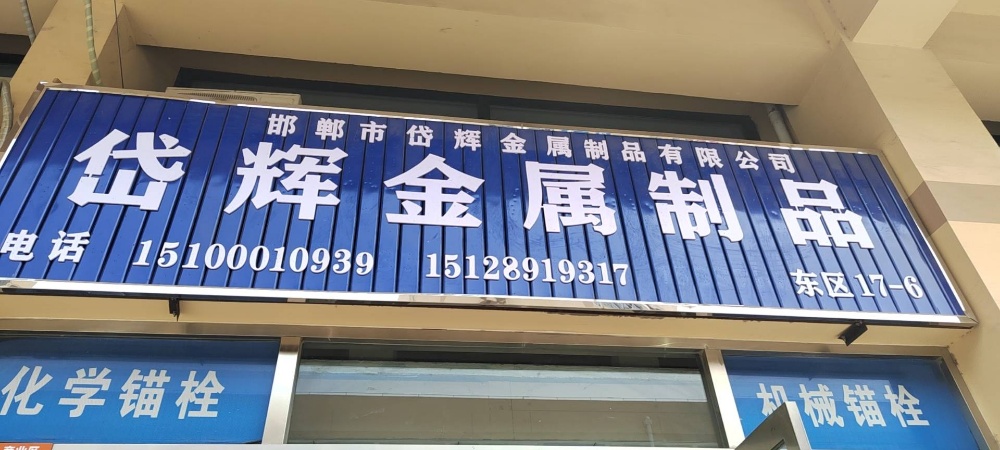 邯郸市岱辉金属制品有限公司
岱辉金属制品
电话 15100010939 15128919317 东区17-6
化学锚栓
机械锚栓